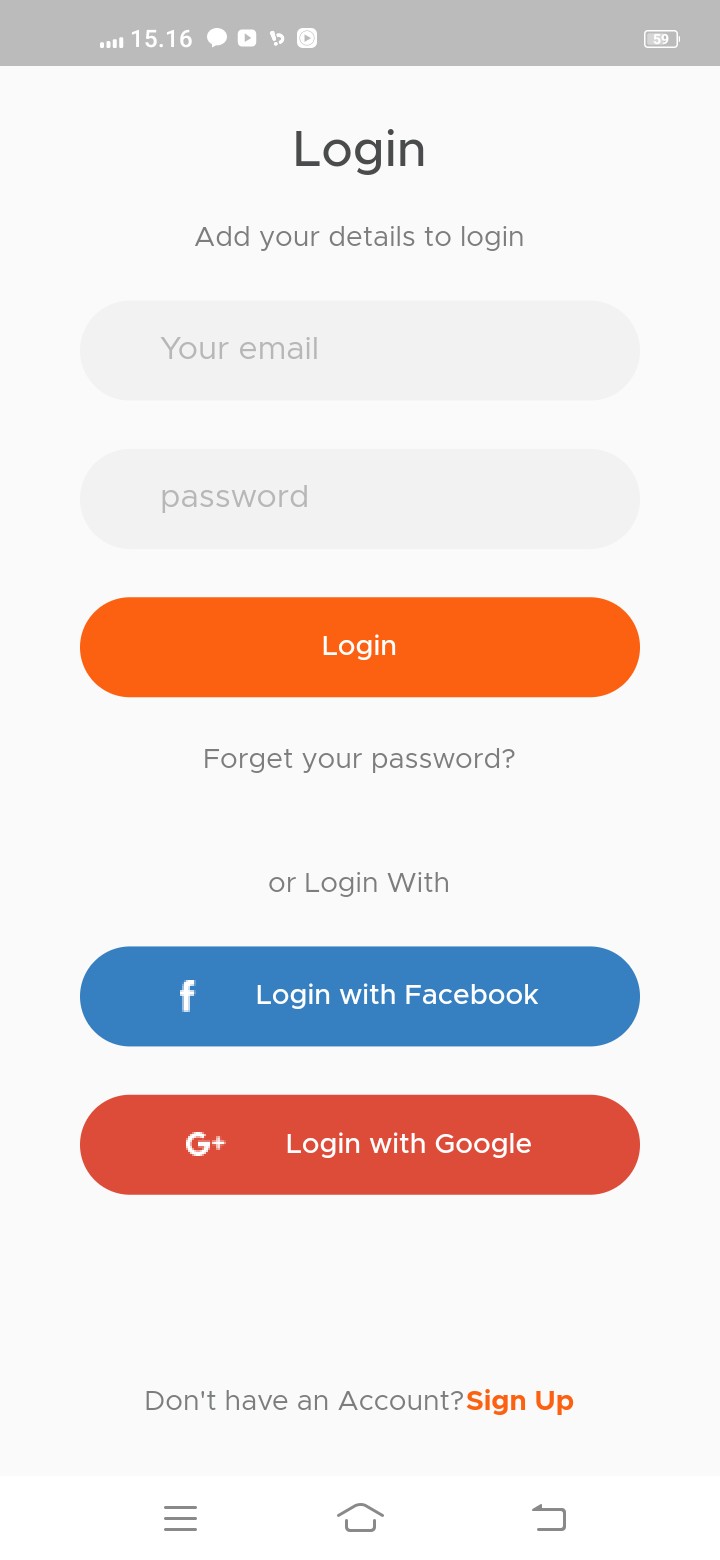 15.16
59
Login
Add your details to login
Your email
password
Login
Forget your password?
or Login With
f Login with Facebook
G+ Login with Google
Don't have an Account?Sign Up